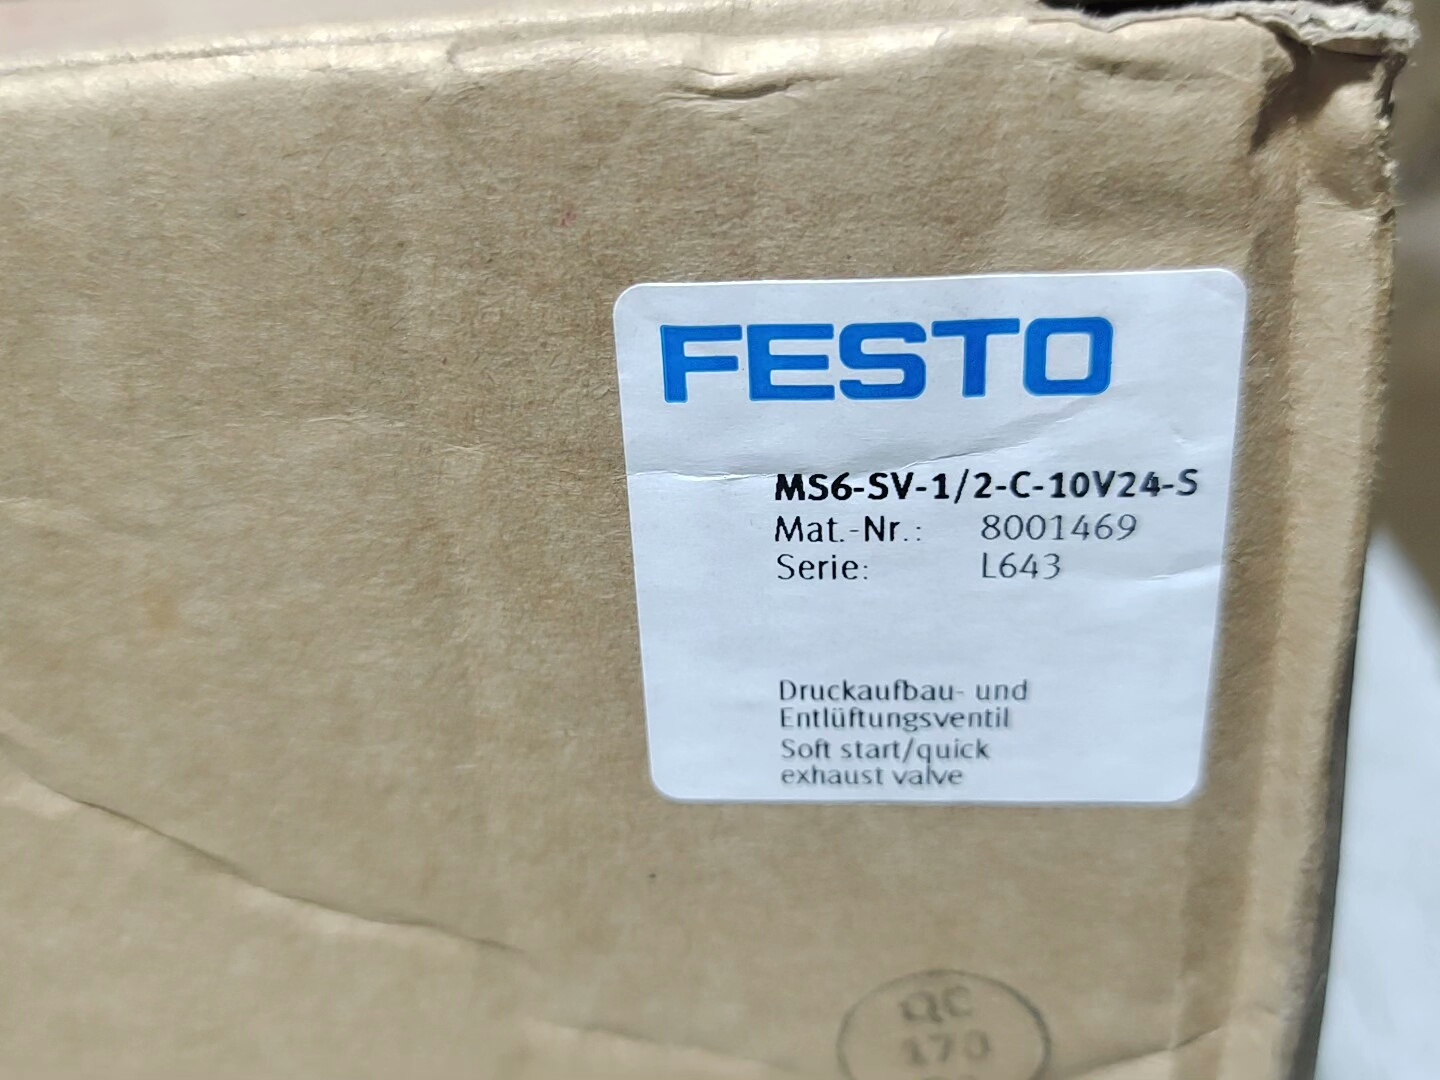 FESTO
MS6-SV-1/2-C-10V24-S
Mat.-Nr.: 8001469
Serie: L643
Druckaufbau- und
Entlüftungsventil
Soft start/quick
exhaust valve
QC
170